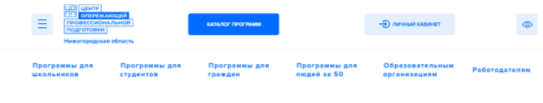 ЦЕНТР
ОПЕРЕЖАЮЩЕЙ
ПРОФЕССИОНАЛЬНОЙ
ПОДГОТОВКИ
Нижегородская область
КАТАЛОГ ПРОГРАММ
ЛИЧНЫЙ КАБИНЕТ
Программы для школьников
Программы для студентов
Программы для граждан
Программы для людей за 50
Образовательным организациям
Работодателям